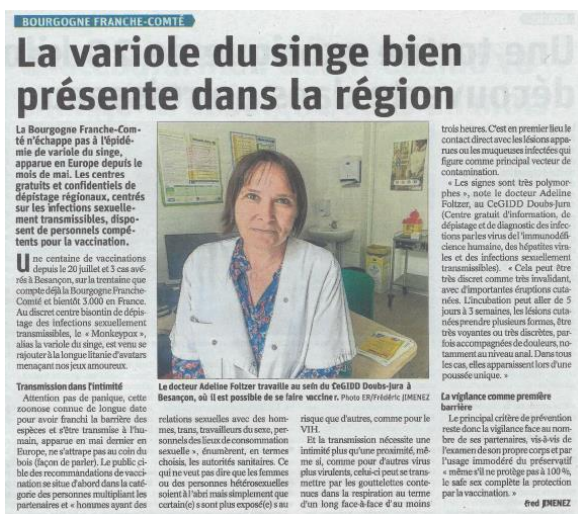 BOURGOGNE FRANCHE-COMTÉ
La variole du singe bien
présente dans la région
La Bourgogne Franche-Com-
té n'échappe pas à l'épidé-
mie de variole du singe,
apparue en Europe depuis le
mois de mai. Les centres
gratuits et confidentiels de
dépistage régionaux, centrés
sur les infections sexuelle-
ment transmissibles, dispo-
sent de personnels compé-
tents pour la vaccination.
Une centaine de vaccinations
depuis le 20 juillet et 3 cas avé-
rés à Besançon, sur la trentaine que
compte déjà la Bourgogne Franche-
Comté et bientôt 3.000 en France.
Au discret centre bisontin de dépis-
tage des infections sexuellement
transmissibles, le « Monkeypox »,
alias la variole du singe, est venu se
rajouter à la longue litanie d'avatars
menaçant nos jeux amoureux.
Transmission dans l'intimité
Attention pas de panique, cette
zoonose connue de longue date
pour avoir franchi la barrière des
espèces et s'être transmise à l'hu-
main, apparue en mai dernier en
Europe, ne s'attrape pas au coin du
bois (façon de parler). Le public ci-
ble des recommandations de vacci-
nation se situe d'abord dans la caté-
gorie des personnes multipliant les
partenaires et « hommes ayant des
Le docteur Adeline Foltzer travaille au sein du CeGIDD Doubs-Jura à
Besançon, où il est possible de se faire vacciner. Photo ER/Frédéric JIMENEZ
relations sexuelles avec des hom-
mes, trans, travailleurs du sexe, per-
sonnels des lieux de consommation
sexuelle », énumèrent, en termes
choisis, les autorités sanitaires. Ce
qui ne veut pas dire que les femmes
ou des personnes hétérosexuelles
soient à l'abri mais simplement que
certain(e)s sont plus exposé(e)s au
risque que d'autres, comme pour le
VIH.
Et la transmission nécessite une
intimité plus qu'une proximité, mê-
me si, comme pour d'autres virus
plus virulents, celui-ci peut se trans-
mettre par les gouttelettes conte-
nues dans la respiration au terme
d'un long face-à-face d'au moins
trois heures. C'est en premier lieu le
contact direct avec les lésions appa-
rues ou les muqueuses infectées qui
figure comme principal vecteur de
contamination.
« Les signes sont très polymor-
phes », note le docteur Adeline
Foltzer, au CeGIDD Doubs-Jura
(Centre gratuit d'information, de
dépistage et de diagnostic des infec-
tions par les virus de l'immunodéfi-
cience humaine, des hépatites vira-
les et des infections sexuellement
transmissibles). « Cela peut être
très discret comme très invalidant,
avec d'importantes éruptions cuta-
nées. L'incubation peut aller de 5
jours à 3 semaines, les lésions cuta-
nées prendre plusieurs formes, être
très voyantes ou très discrètes, par-
fois accompagnées de douleurs, no-
tamment au niveau anal. Dans tous
les cas, elles apparaissent lors d'une
poussée unique. »
La vigilance comme première
barrière
Le principal critère de prévention
reste donc la vigilance face au nom-
bre de ses partenaires, vis-à-vis de
l'examen de son propre corps et par
l'usage immodéré du préservatif
« même s'il ne protège pas à 100 %,
le safe sex complète la protection
par la vaccination. »
Fred JIMENEZ